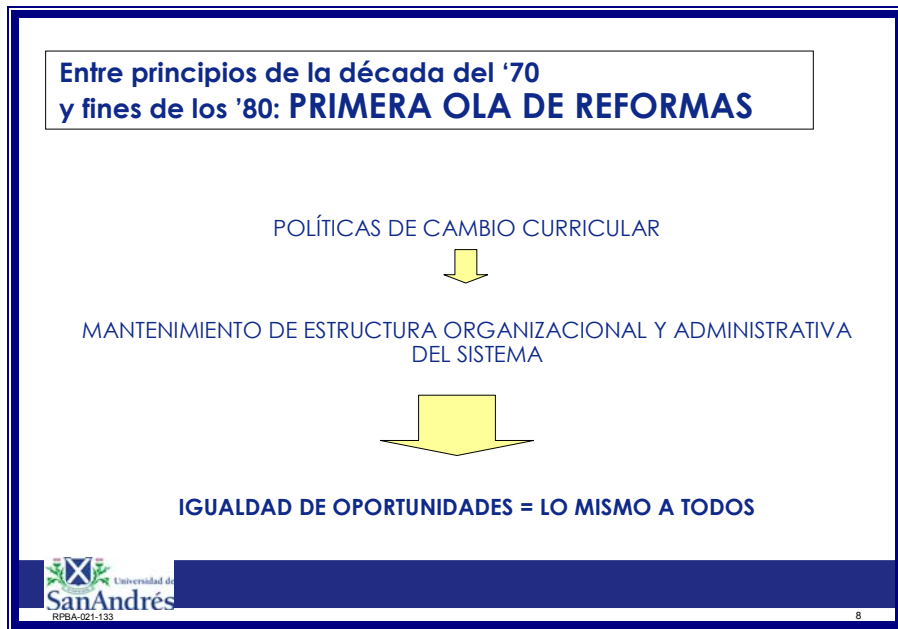 Entre principios de la década del ‘70
y fines de los ’80: PRIMERA OLA DE REFORMAS
POLÍTICAS DE CAMBIO CURRICULAR
MANTENIMIENTO DE ESTRUCTURA ORGANIZACIONAL Y ADMINISTRATIVA
DEL SISTEMA
IGUALDAD DE OPORTUNIDADES = LO MISMO A TODOS
Universidad de
SanAndrés
RPBA-021-133
8